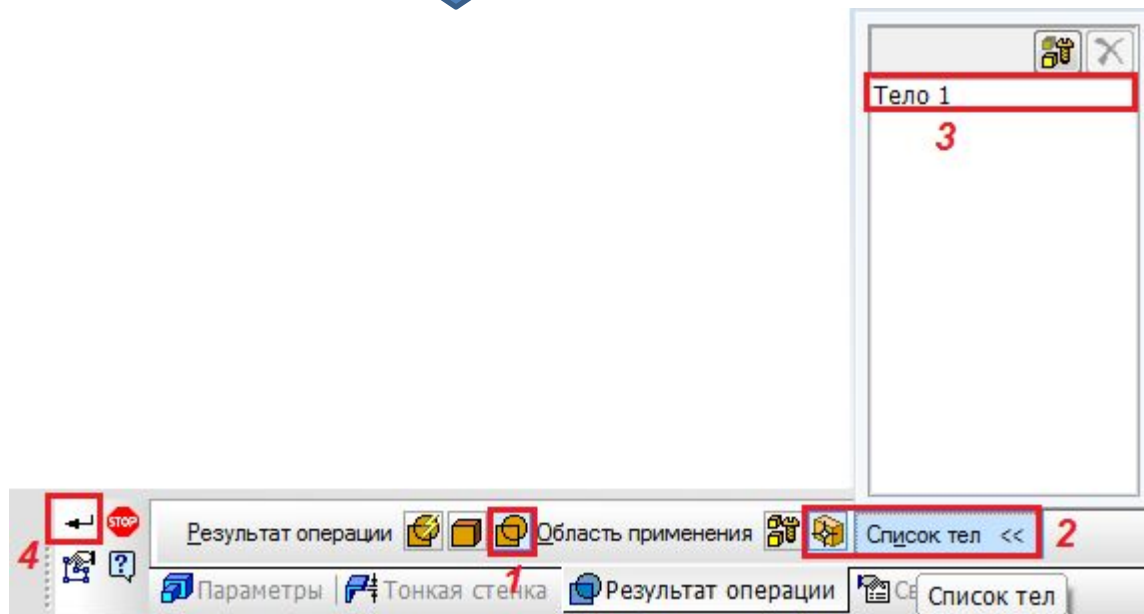 Тело 1
3
4
STOP
Результат операции
Область применения
Список тел <<
2
1
Параметры
Тонкая стенка
Результат операции
Список тел